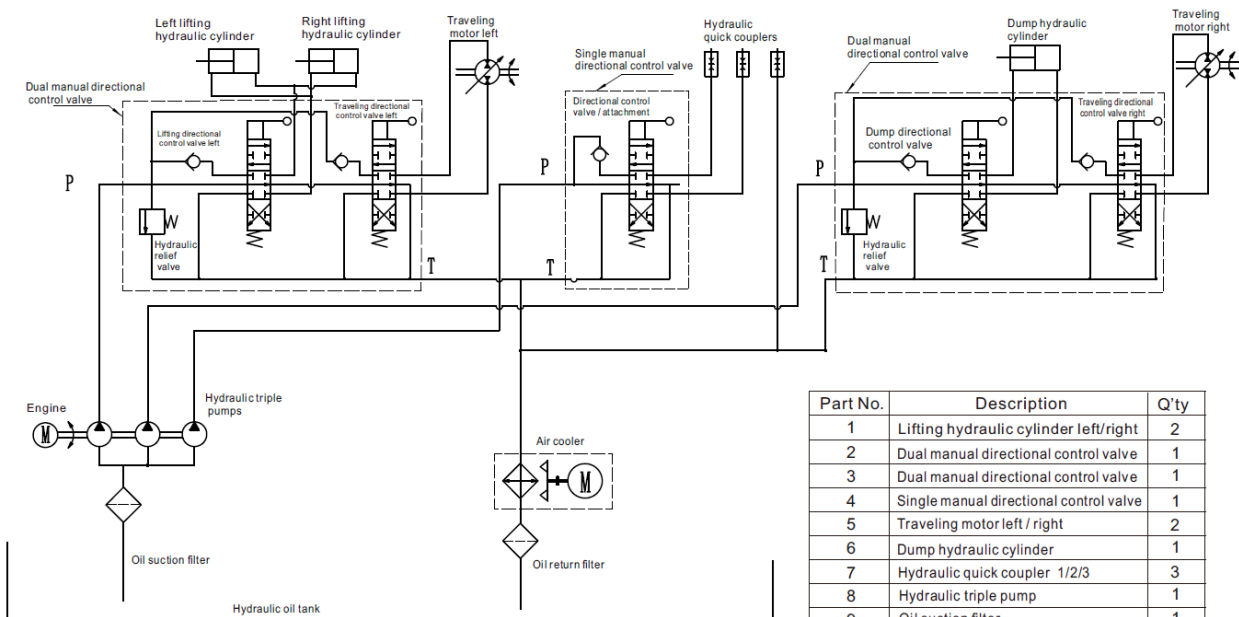 Left lifting
hydraulic cylinder
Right lifting
hydraulic cylinder
Traveling
motor left
Hydraulic
quick couplers
Single manual
directional control valve
Dual manual
directional control valve
Dump hydraulic
cylinder
Traveling
motor right
Dual manual directional
control valve
Lifting directional
control valve left
Traveling directional
control valve left
Directional control
valve / attachment
Dump directional
control valve
Traveling directional
control valve right
P
P
P
Hydraulic
relief
valve
T
T
Hydraulic
relief
valve
T
Engine
M
Hydraulic triple
pumps
Air cooler
M
Oil suction filter
Oil return filter
Hydraulic oil tank
Part No. Description Q'ty
1 Lifting hydraulic cylinder left/right 2
2 Dual manual directional control valve 1
3 Dual manual directional control valve 1
4 Single manual directional control valve 1
5 Traveling motor left / right 2
6 Dump hydraulic cylinder 1
7 Hydraulic quick coupler 1/2/3 3
8 Hydraulic triple pump 1
9 Oil suction filter 1